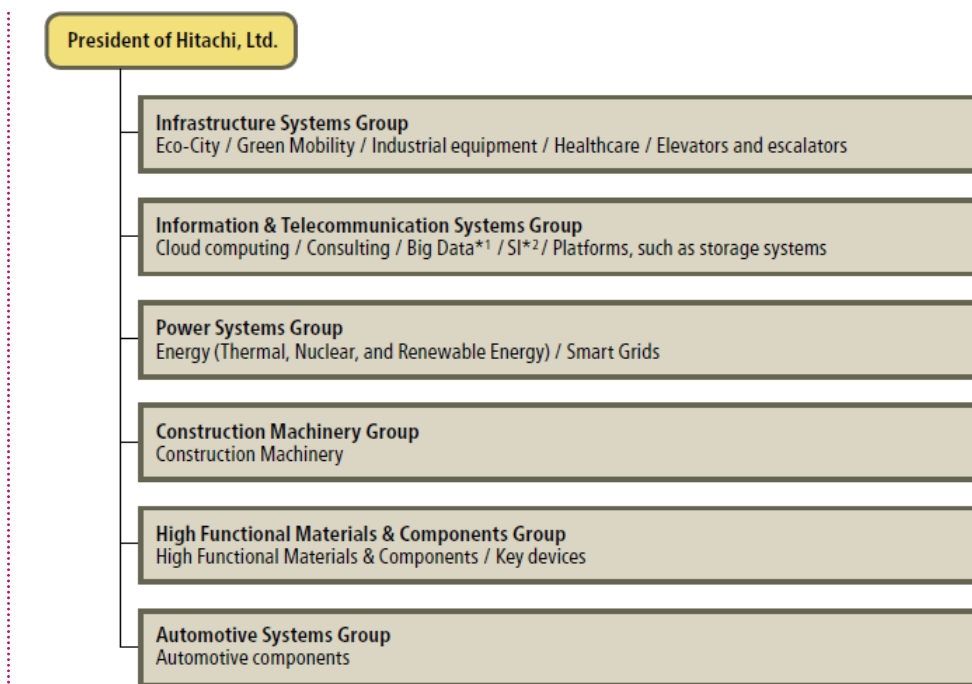 President of Hitachi, Ltd.
Infrastructure Systems Group
Eco-City / Green Mobility / Industrial equipment / Healthcare / Elevators and escalators
Information & Telecommunication Systems Group
Cloud computing / Consulting / Big Data*1 / SI*2 / Platforms, such as storage systems
Power Systems Group
Energy (Thermal, Nuclear, and Renewable Energy) / Smart Grids
Construction Machinery Group
Construction Machinery
High Functional Materials & Components Group
High Functional Materials & Components / Key devices
Automotive Systems Group
Automotive components